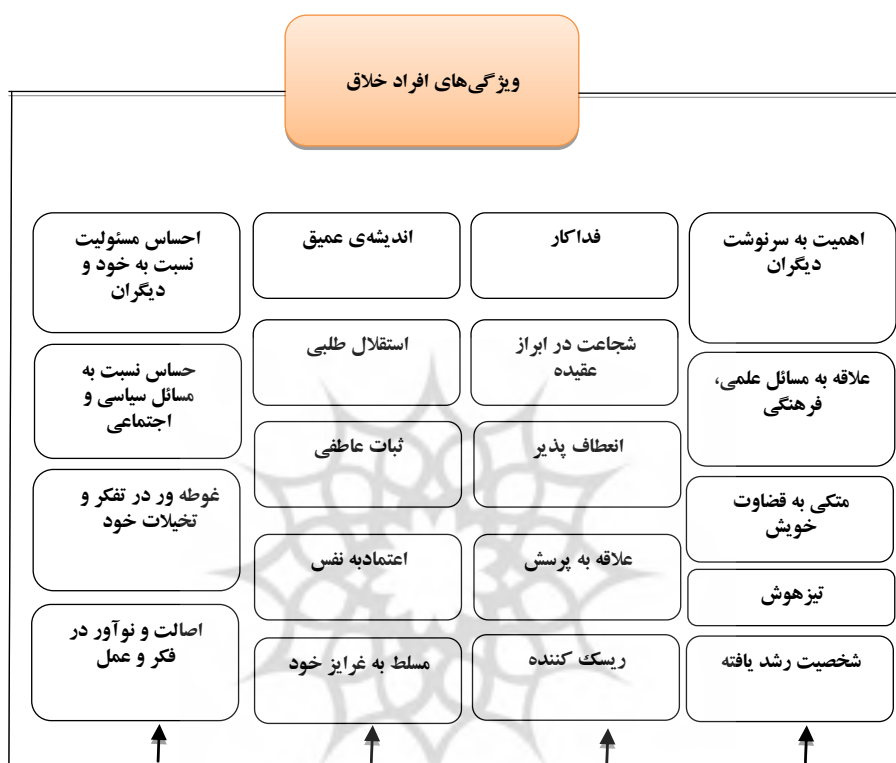 ویژگی‌های افراد خلاق
اهمیت به سرنوشت
دیگران
علاقه به مسائل علمی،
فرهنگی
متکی به قضاوت
خویش
تیزهوش
شخصیت رشد یافته
فداکار
شجاعت در ابراز
عقیده
انعطاف پذیر
علاقه به پرسش
ریسک کننده
اندیشه‌ی عمیق
استقلال طلبی
ثبات عاطفی
اعتمادبه نفس
مسلط به غرایز خود
احساس مسئولیت
نسبت به خود و
دیگران
حساس نسبت به
مسائل سیاسی و
اجتماعی
غوطه ور در تفکر و
تخیلات خود
اصالت و نوآور در
فکر و عمل